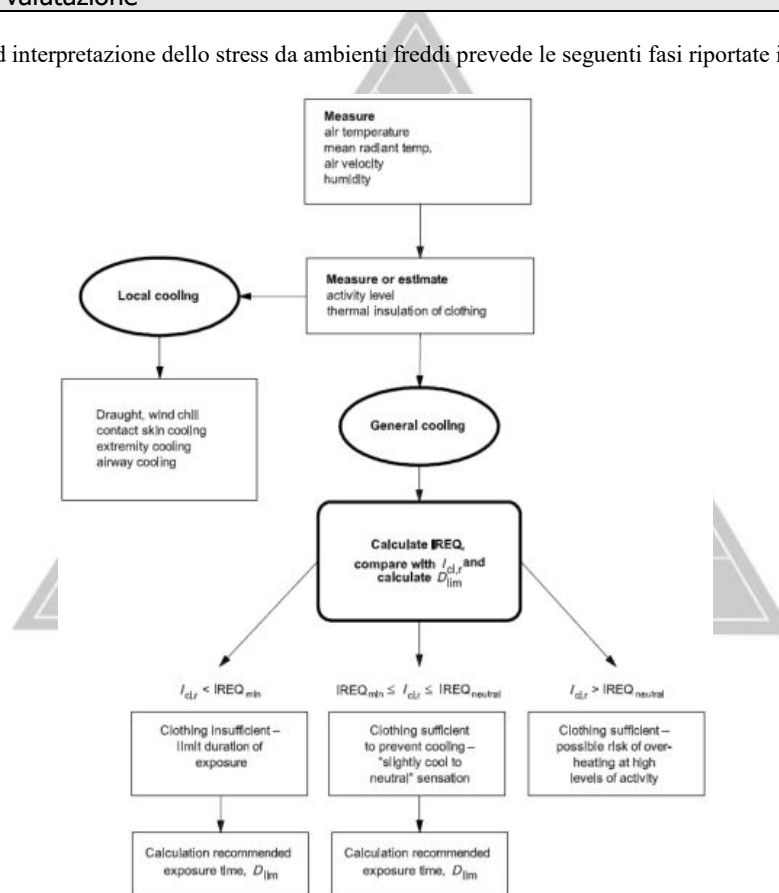 valutazione
d interpretazione dello stress da ambienti freddi prevede le seguenti fasi riportate i
Measure
air temperature
mean radiant temp.
air velocity
humidity
Measure or estimate
activity level
thermal insulation of clothing
Local cooling
Draught, wind chill
contact skin cooling
extremity cooling
airway cooling
General cooling
Calculate IREQ,
compare with Icl,r and
calculate Dlim
Icl,r < IREQmin
IREQmin ≤ Icl,r ≤ IREQneutral
Icl,r > IREQneutral
Clothing insufficient –
limit duration of
exposure
Clothing sufficient
to prevent cooling –
"slightly cool to
neutral" sensation
Clothing sufficient –
possible risk of over-
heating at high
levels of activity
Calculation recommended
exposure time, Dlim
Calculation recommended
exposure time, Dlim